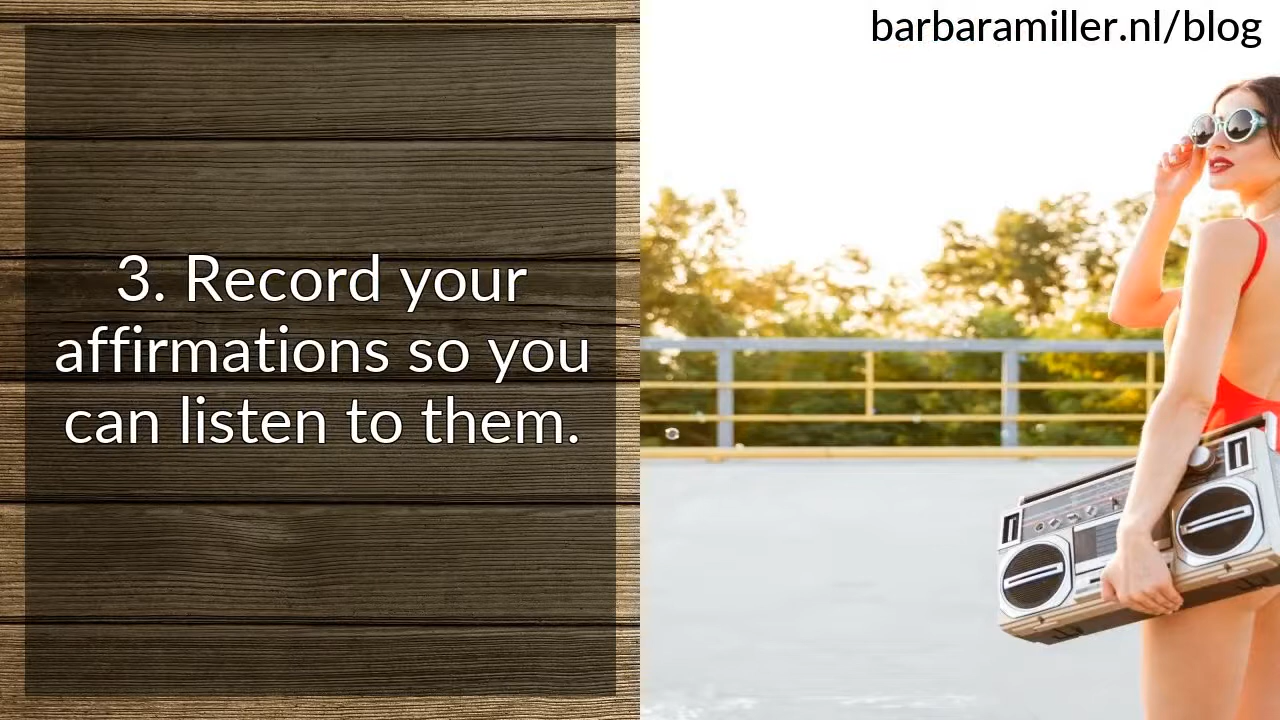 barbaramiller.nl/blog
3. Record your
affirmations so you
can listen to them.